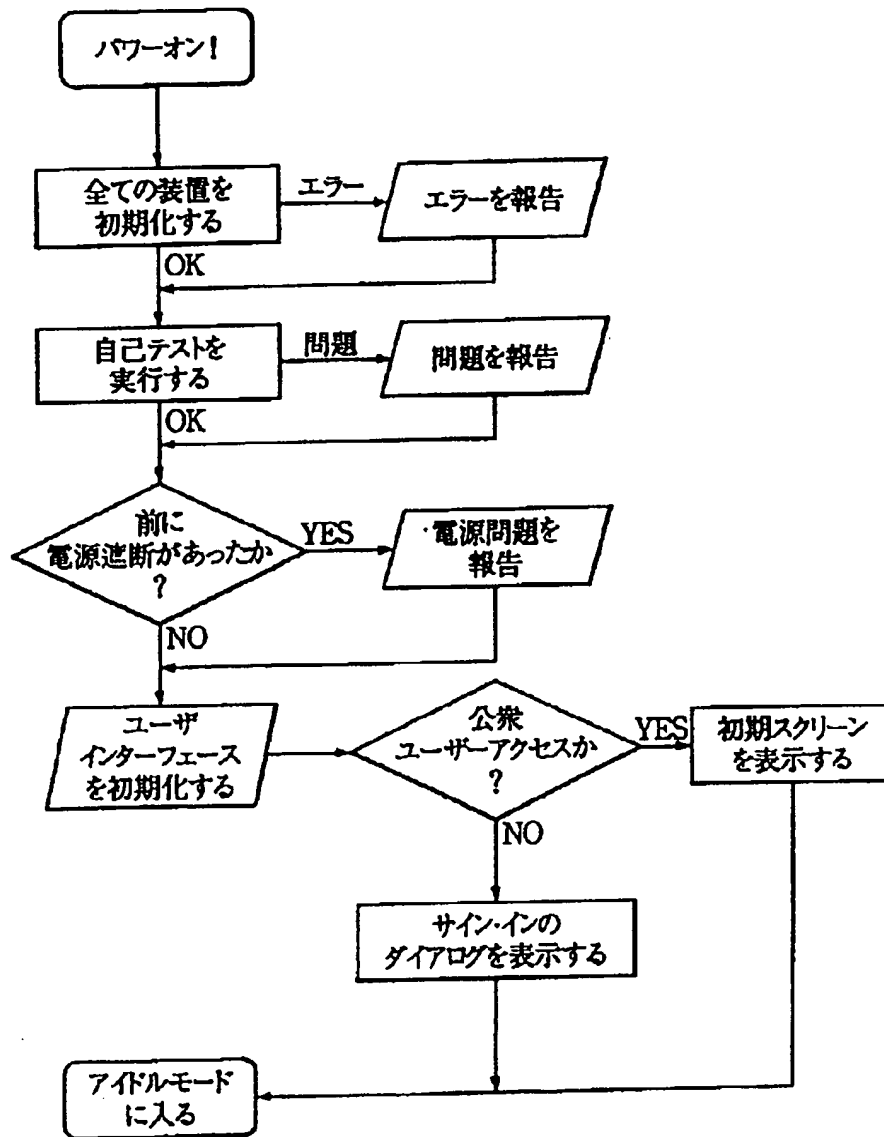 パワーオン!
全ての装置を
初期化する
エラー
エラーを報告
OK
自己テストを
実行する
問題
問題を報告
OK
前に
電源遮断があったか
?
YES
電源問題を
報告
NO
ユーザ
インターフェース
を初期化する
公衆
ユーザーアクセスか
?
YES
初期スクリーン
を表示する
NO
サイン·インの
ダイアログを表示する
アイドルモード
に入る